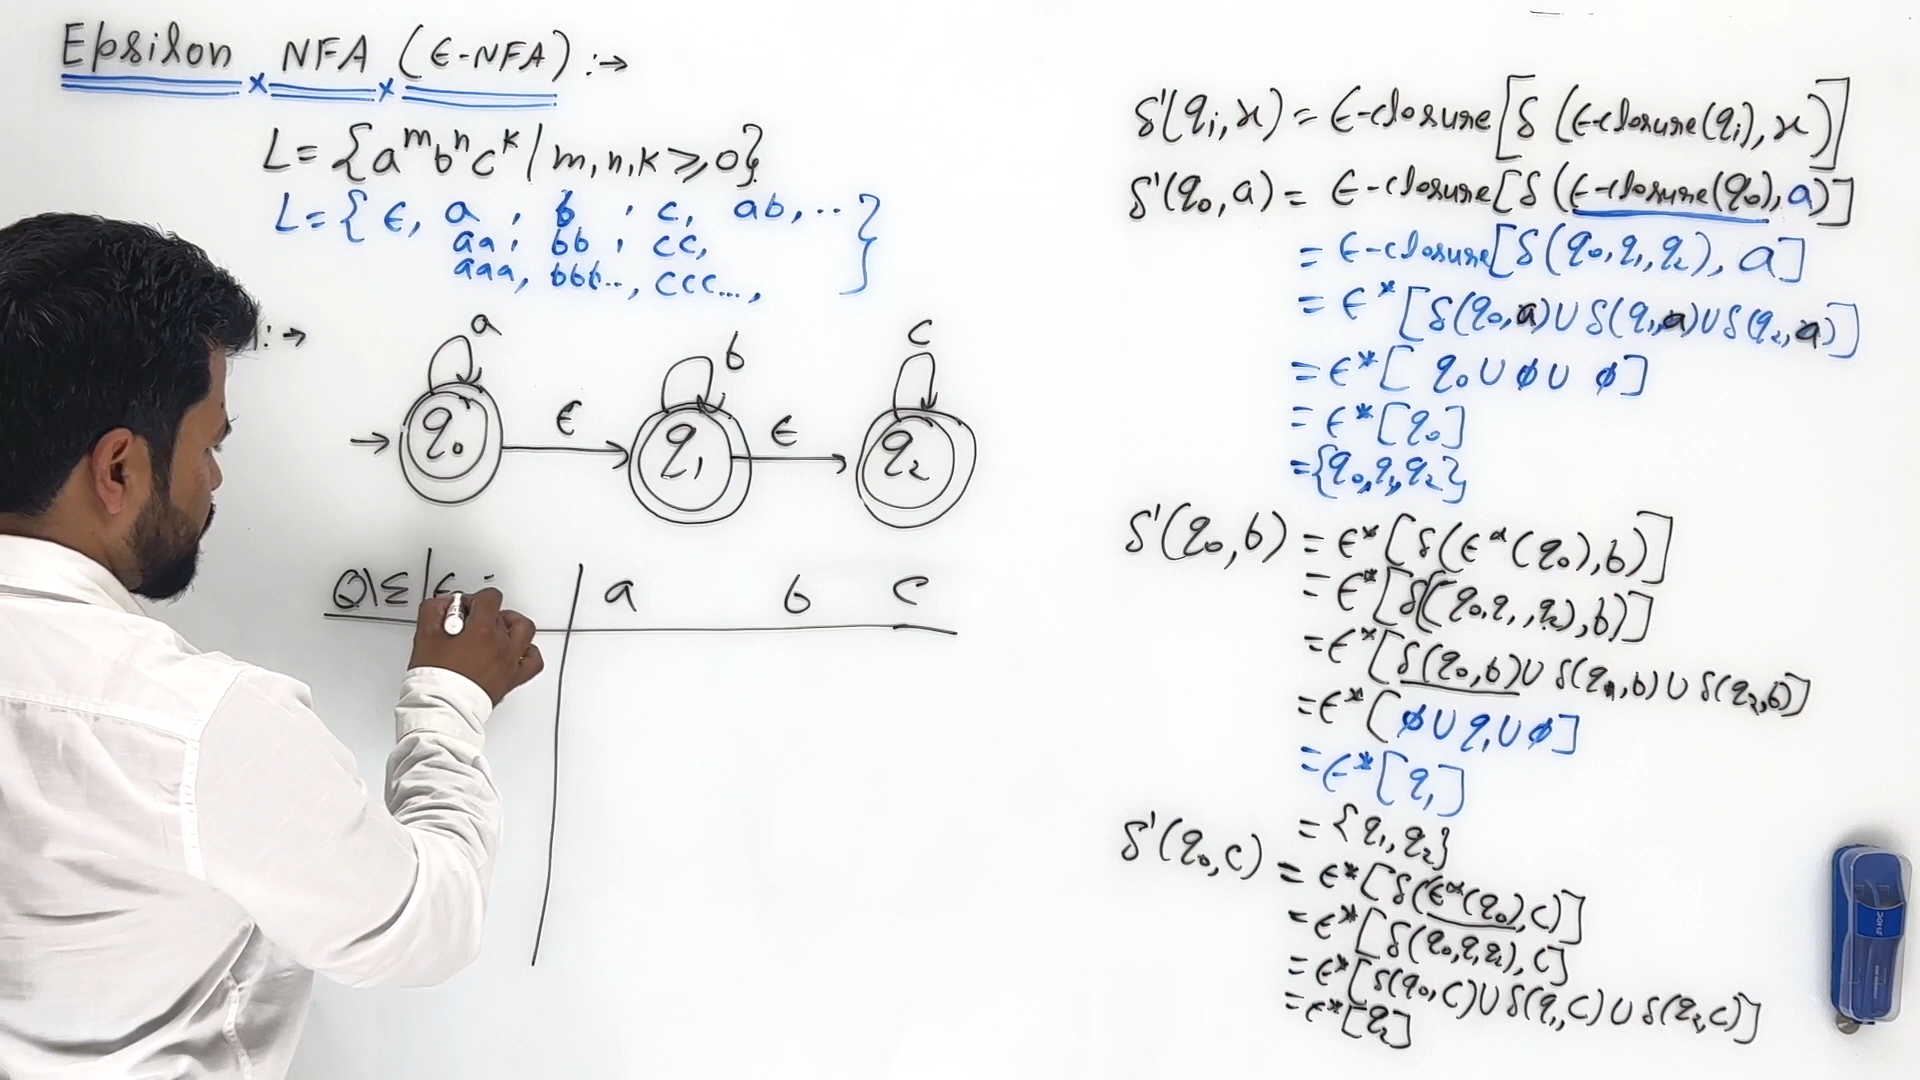 Epsilon NFA (ϵ-NFA) :→
L = {aᵐbⁿcᵏ / m,n,k ⩾ 0}
L = { ϵ, a , b , c, ab, .. }
aa, bb , cc,
aaa, bbb.., ccc...,
:→
a
b
c
→ q₀ ϵ q₁ ϵ q₂
Q\Σ a b c
δ'(qᵢ,x) = ϵ-closure[δ (ϵ-closure(qᵢ),x)]
δ'(q₀,a) = ϵ-closure[δ (ϵ-closure(q₀),a)]
= ϵ-closure[δ(q₀,q₁,q₂), a]
= ϵ*[δ(q₀,a)∪δ(q₁,a)∪δ(q₂,a)]
= ϵ*[ q₀ ∪ ϕ ∪ ϕ]
= ϵ*[q₀]
= {q₀,q₁,q₂}
δ'(q₀,b) = ϵ*[δ(ϵ*(q₀),b)]
= ϵ*[δ((q₀,q₁,q₂),b)]
= ϵ*[δ(q₀,b)∪δ(q₁,b)∪δ(q₂,b)]
= ϵ*[ϕ∪q₁∪ϕ]
= ϵ*[q₁]
= {q₁,q₂}
δ'(q₀,c) = ϵ*[δ(ϵ*(q₀),c)]
= ϵ*[δ(q₀,q₁,q₂),c]
= ϵ*[δ(q₀,c)∪δ(q₁,c)∪δ(q₂,c)]
= ϵ*[q₂]